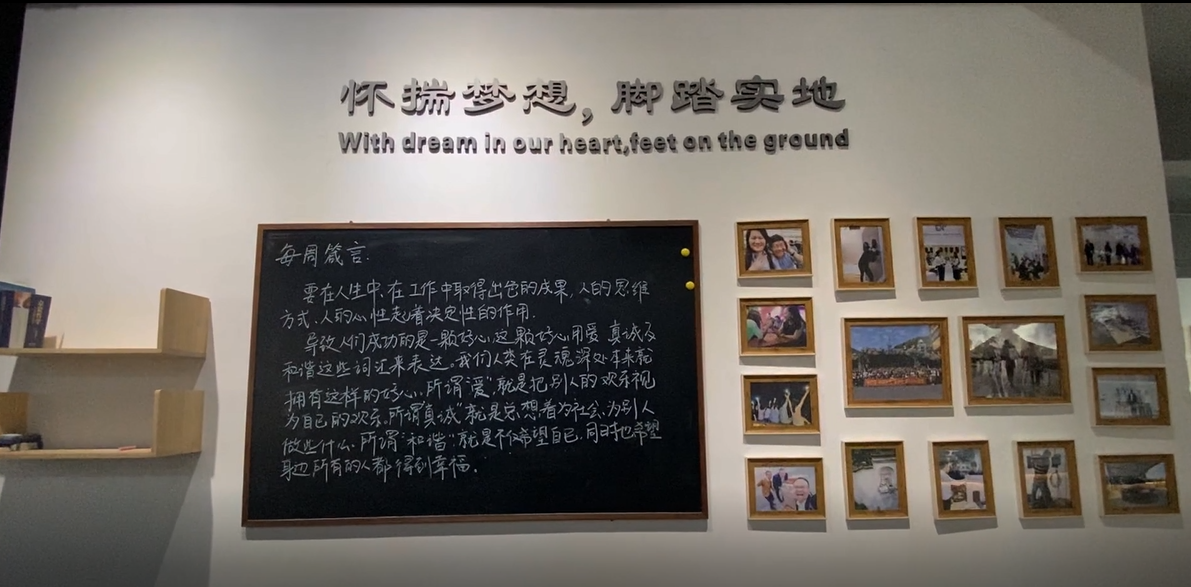 怀揣梦想，脚踏实地
With dream in our heart,feet on the ground
每周箴言.
要在人生中、在工作中取得出色的成果，人的思维
方式、人的心性起着决定性的作用.
导致人们成功的是一颗好心，这颗好心用爱、真诚及
和谐这些词汇来表达。我们人类在灵魂深处本来就
拥有这样的好心。所谓“爱”，就是把别人的欢乐视
为自己的欢乐。所谓真诚，就是总想着为社会、为别人
做些什么。所谓“和谐”，就是不仅希望自己，同时也希望
身边所有的人都得到幸福。